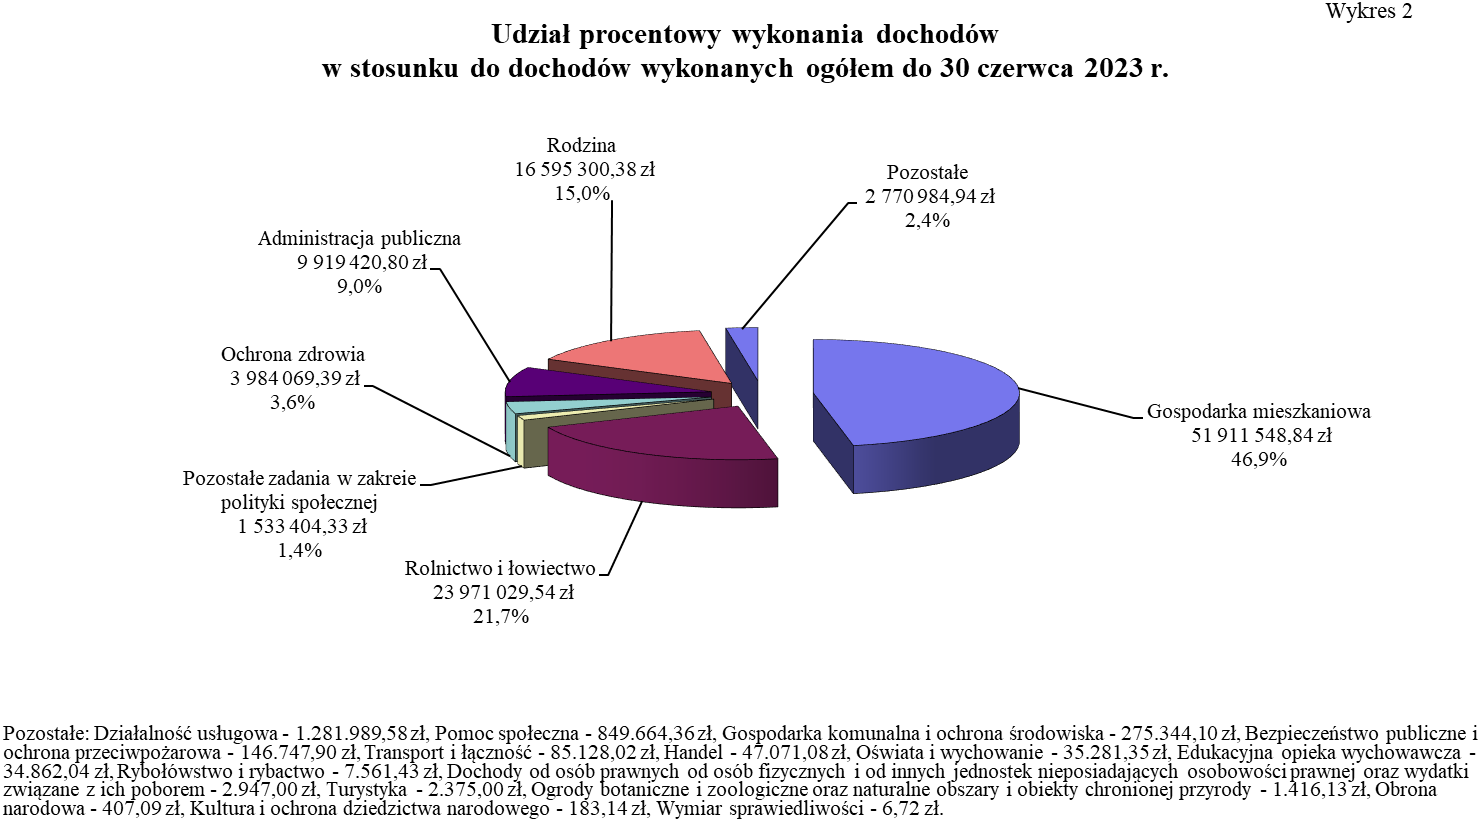 Wykres 2
Udział procentowy wykonania dochodów
w stosunku do dochodów wykonanych ogółem do 30 czerwca 2023 r.
Rodzina
16 595 300,38 zł
15,0%
Pozostałe
2 770 984,94 zł
2,4%
Administracja publiczna
9 919 420,80 zł
9,0%
Ochrona zdrowia
3 984 069,39 zł
3,6%
Gospodarka mieszkaniowa
51 911 548,84 zł
46,9%
Pozostałe zadania w zakreie
polityki społecznej
1 533 404,33 zł
1,4%
Rolnictwo i łowiectwo
23 971 029,54 zł
21,7%
Pozostałe: Działalność usługowa - 1.281.989,58 zł, Pomoc społeczna - 849.664,36 zł, Gospodarka komunalna i ochrona środowiska - 275.344,10 zł, Bezpieczeństwo publiczne i
ochrona przeciwpożarowa - 146.747,90 zł, Transport i łączność - 85.128,02 zł, Handel - 47.071,08 zł, Oświata i wychowanie - 35.281,35 zł, Edukacyjna opieka wychowawcza -
34.862,04 zł, Rybołówstwo i rybactwo - 7.561,43 zł, Dochody od osób prawnych od osób fizycznych i od innych jednostek nieposiadających osobowości prawnej oraz wydatki
związane z ich poborem - 2.947,00 zł, Turystyka - 2.375,00 zł, Ogrody botaniczne i zoologiczne oraz naturalne obszary i obiekty chronionej przyrody - 1.416,13 zł, Obrona
narodowa - 407,09 zł, Kultura i ochrona dziedzictwa narodowego - 183,14 zł, Wymiar sprawiedliwości - 6,72 zł.